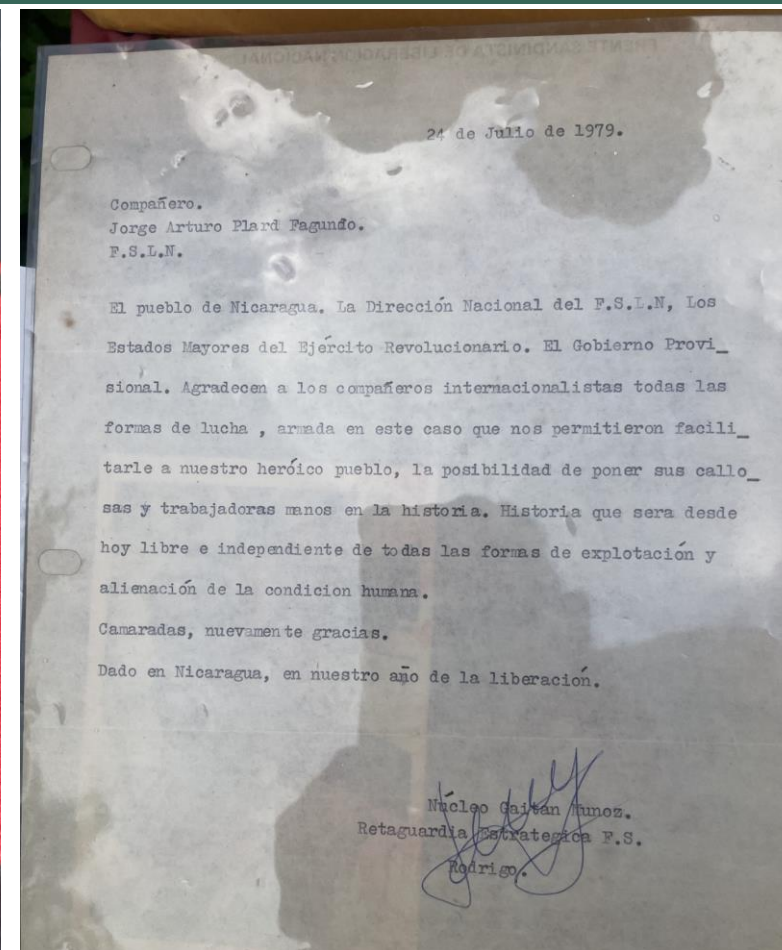 24 de Julio de 1979.
Compañero.
Jorge Arturo Plard Fagundo.
F.S.L.N.
El pueblo de Nicaragua. La Dirección Nacional del F.S.L.N, Los
Estados Mayores del Ejército Revolucionario. El Gobierno Provi_
sional. Agradecen a los compañeros internacionalistas todas las
formas de lucha , armada en este caso que nos permitieron facili_
tarle a nuestro heróico pueblo, la posibilidad de poner sus callo_
sas y trabajadoras manos en la historia. Historia que sera desde
hoy libre e independiente de todas las formas de explotación y
alienación de la condicion humana.
Camaradas, nuevamente gracias.
Dado en Nicaragua, en nuestro año de la liberación.
Núcleo Gaitán Munoz.
Retaguardia Estrategica F.S.
Rodrigo.